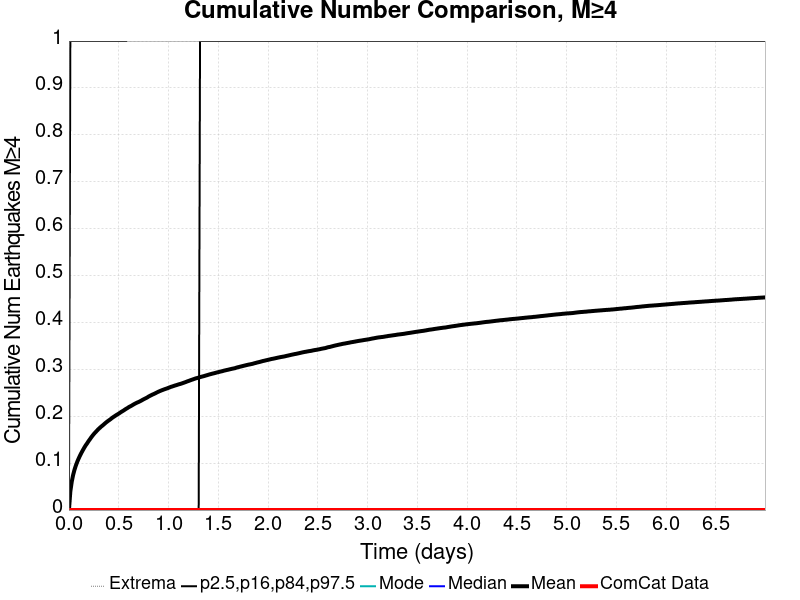 Cumulative Number Comparison, M≥4
Cumulative Num Earthquakes M≥4
1
0.9
0.8
0.7
0.6
0.5
0.4
0.3
0.2
0.1
0
0.0 0.5 1.0 1.5 2.0 2.5 3.0 3.5 4.0 4.5 5.0 5.5 6.0 6.5
Time (days)
Extrema p2.5,p16,p84,p97.5 Mode Median Mean ComCat Data